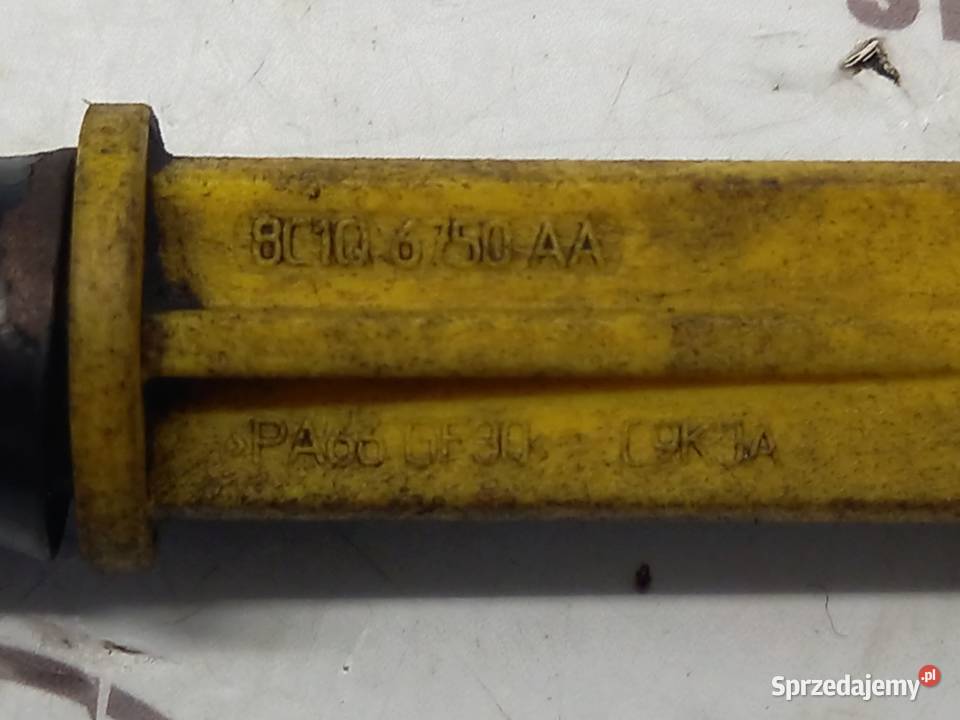 8C1Q 6750 AA
>PA66 GF30<
Sprzedajemy.pl